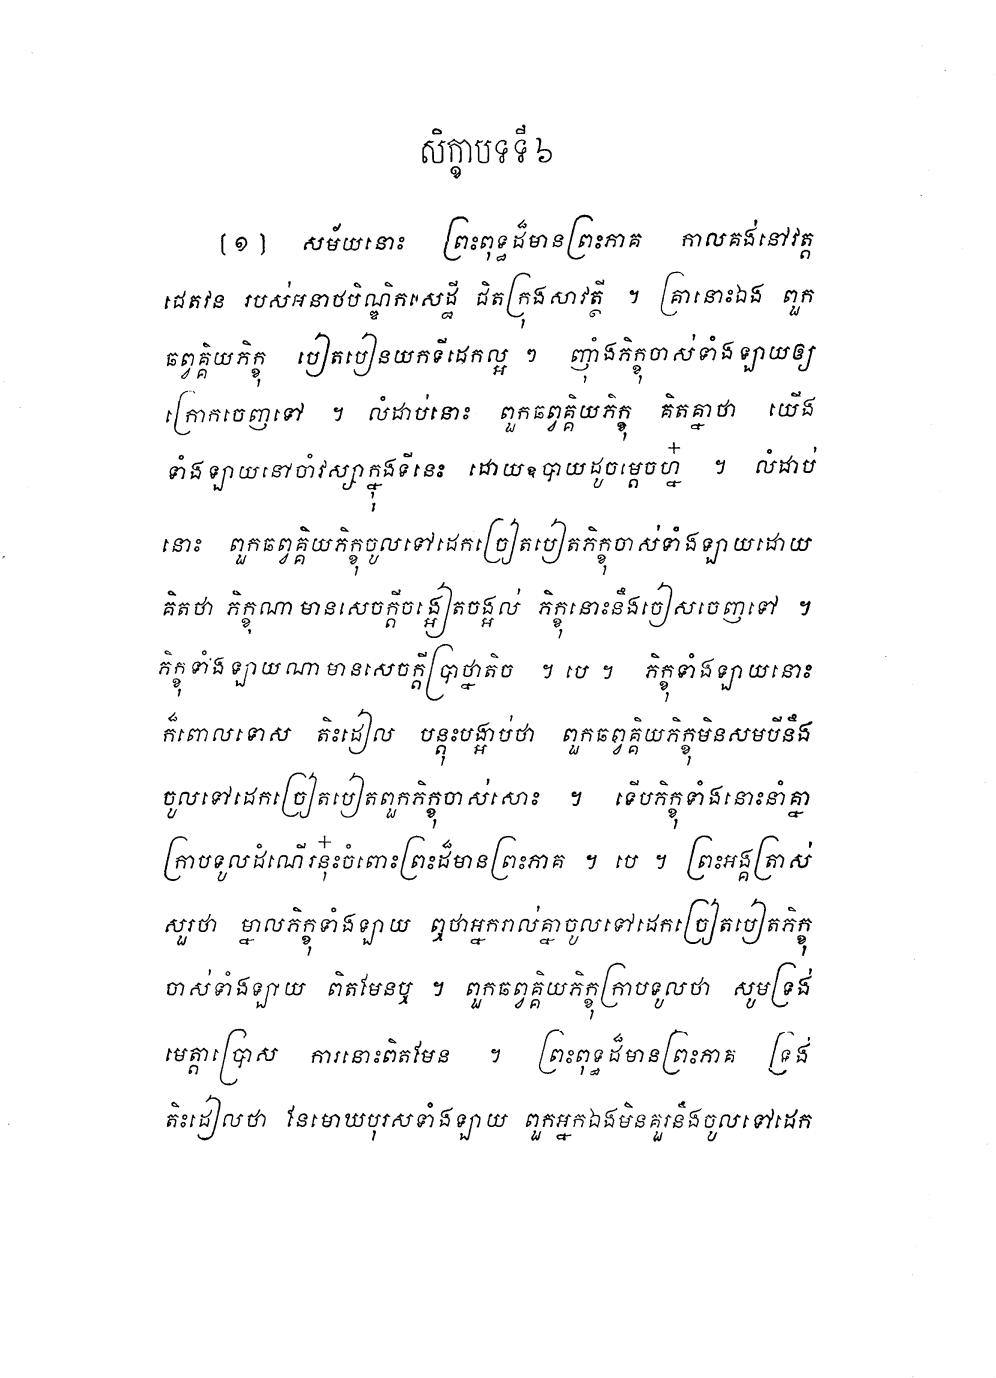 សិក្ខាបទទី៦
(១) សម័យនោះ ព្រះពុទ្ធដ៏មានព្រះភាគ កាលគង់នៅវត្ត
ជេតវន របស់អនាថបិណ្ឌិកសេដ្ឋី ជិតក្រុងសាវត្ថី ។ គ្រានោះឯង ពួក
ឆព្វគ្គិយភិក្ខុ បៀតបៀនយកទីដេកល្អ ៗ ញ៉ាំងភិក្ខុចាស់ទាំងឡាយឲ្យ
ក្រោកចេញទៅ ។ លំដាប់នោះ ពួកឆព្វគ្គិយភិក្ខុ គិតគ្នាថា យើង
ទាំងឡាយនៅចាំវស្សាក្នុងទីនេះ ដោយឧបាយដូចម្តេចហ្ន៎ ។ លំដាប់
នោះ ពួកឆព្វគ្គិយភិក្ខុចូលទៅដេកច្រៀតបៀតភិក្ខុចាស់ទាំងឡាយដោយ
គិតថា ភិក្ខុណាមានសេចក្តីចង្អៀតចង្អល់ ភិក្ខុនោះនឹងចៀសចេញទៅ ។
ភិក្ខុទាំងឡាយណាមានសេចក្តីប្រាថ្នាតិច ។ បេ ។ ភិក្ខុទាំងឡាយនោះ
ក៏ពោលទោស តិះដៀល បន្តុះបង្អាប់ថា ពួកឆព្វគ្គិយភិក្ខុមិនសមបីនឹង
ចូលទៅដេកច្រៀតបៀតពួកភិក្ខុចាស់សោះ ។ ទើបភិក្ខុទាំងនោះនាំគ្នា
ក្រាបទូលដំណើរនុ៎ះចំពោះព្រះដ៏មានព្រះភាគ ។ បេ ។ ព្រះអង្គត្រាស់
សួរថា ម្នាលភិក្ខុទាំងឡាយ ឮថាអ្នករាល់គ្នាចូលទៅដេកច្រៀតបៀតភិក្ខុ
ចាស់ទាំងឡាយ ពិតមែនឬ ។ ពួកឆព្វគ្គិយភិក្ខុក្រាបទូលថា សូមទ្រង់
មេត្តាប្រោស ការនោះពិតមែន ។ ព្រះពុទ្ធដ៏មានព្រះភាគ ទ្រង់
តិះដៀលថា នែមោឃបុរសទាំងឡាយ ពួកអ្នកឯងមិនគួរនឹងចូលទៅដេក